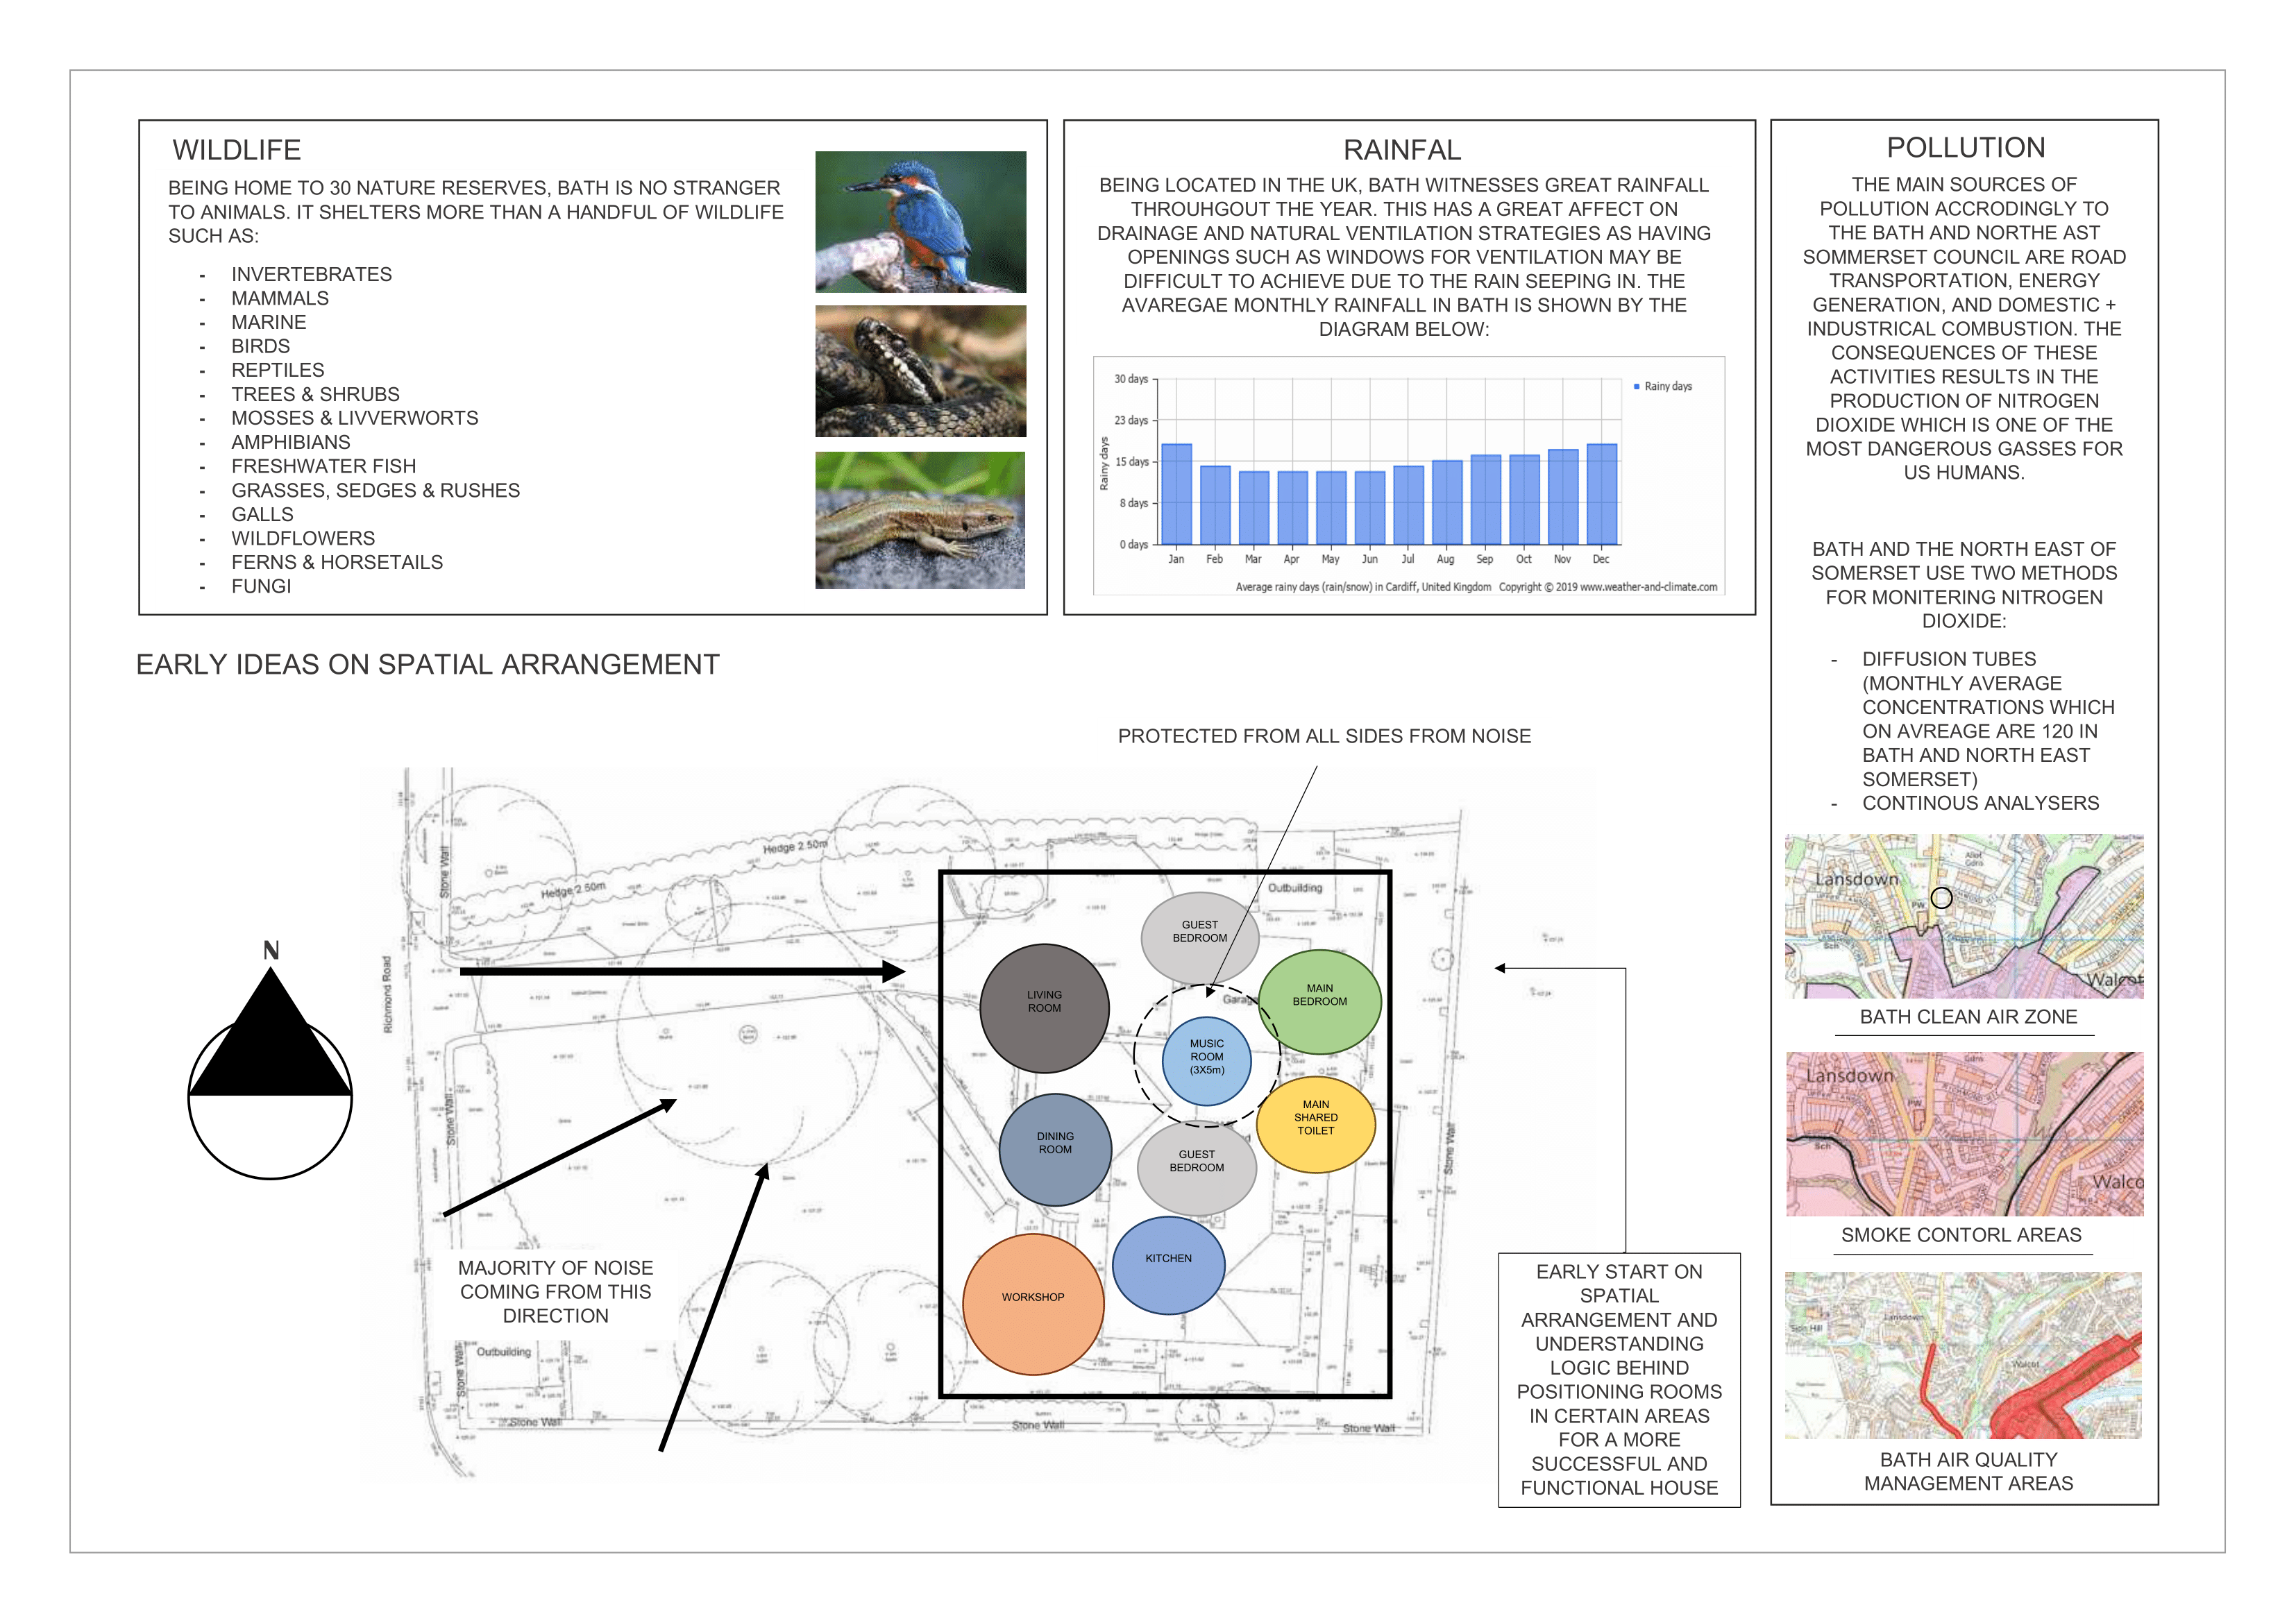 WILDLIFE
BEING HOME TO 30 NATURE RESERVES, BATH IS NO STRANGER
TO ANIMALS. IT SHELTERS MORE THAN A HANDFUL OF WILDLIFE
SUCH AS:
- INVERTEBRATES
- MAMMALS
- MARINE
- BIRDS
- REPTILES
- TREES & SHRUBS
- MOSSES & LIVVERWORTS
- AMPHIBIANS
- FRESHWATER FISH
- GRASSES, SEDGES & RUSHES
- GALLS
- WILDFLOWERS
- FERNS & HORSETAILS
- FUNGI
RAINFAL
BEING LOCATED IN THE UK, BATH WITNESSES GREAT RAINFALL
THROUHGOUT THE YEAR. THIS HAS A GREAT AFFECT ON
DRAINAGE AND NATURAL VENTILATION STRATEGIES AS HAVING
OPENINGS SUCH AS WINDOWS FOR VENTILATION MAY BE
DIFFICULT TO ACHIEVE DUE TO THE RAIN SEEPING IN. THE
AVAREGAE MONTHLY RAINFALL IN BATH IS SHOWN BY THE
DIAGRAM BELOW:
30 days
23 days
15 days
8 days
0 days
Rainy days
Rainy days
Jan Feb Mar Apr May Jun Jul Aug Sep Oct Nov Dec
Average rainy days (rain/snow) in Cardiff, United Kingdom Copyright © 2019 www.weather-and-climate.com
POLLUTION
THE MAIN SOURCES OF
POLLUTION ACCRODINGLY TO
THE BATH AND NORTHE AST
SOMMERSET COUNCIL ARE ROAD
TRANSPORTATION, ENERGY
GENERATION, AND DOMESTIC +
INDUSTRICAL COMBUSTION. THE
CONSEQUENCES OF THESE
ACTIVITIES RESULTS IN THE
PRODUCTION OF NITROGEN
DIOXIDE WHICH IS ONE OF THE
MOST DANGEROUS GASSES FOR
US HUMANS.
BATH AND THE NORTH EAST OF
SOMERSET USE TWO METHODS
FOR MONITERING NITROGEN
DIOXIDE:
- DIFFUSION TUBES
(MONTHLY AVERAGE
CONCENTRATIONS WHICH
ON AVREAGE ARE 120 IN
BATH AND NORTH EAST
SOMERSET)
- CONTINOUS ANALYSERS
Lansdown
PW
Sch
Walcot
BATH CLEAN AIR ZONE
Lansdown
PW
Sch
Walco
SMOKE CONTORL AREAS
Sion Hill
Lansdown
Walcot
BATH AIR QUALITY
MANAGEMENT AREAS
EARLY IDEAS ON SPATIAL ARRANGEMENT
PROTECTED FROM ALL SIDES FROM NOISE
N
Richmond Road
Stone Wall
Hedge 2.50m
Hedge 2.50m
Outbuilding
Garage
GUEST
BEDROOM
LIVING
ROOM
MAIN
BEDROOM
MUSIC
ROOM
(3X5m)
MAIN
SHARED
TOILET
DINING
ROOM
GUEST
BEDROOM
KITCHEN
WORKSHOP
Stone Wall
Stone Wall
MAJORITY OF NOISE
COMING FROM THIS
DIRECTION
Outbuilding
Stone Wall
Stone Wall
Stone Wall
Stone Wall
EARLY START ON
SPATIAL
ARRANGEMENT AND
UNDERSTANDING
LOGIC BEHIND
POSITIONING ROOMS
IN CERTAIN AREAS
FOR A MORE
SUCCESSFUL AND
FUNCTIONAL HOUSE